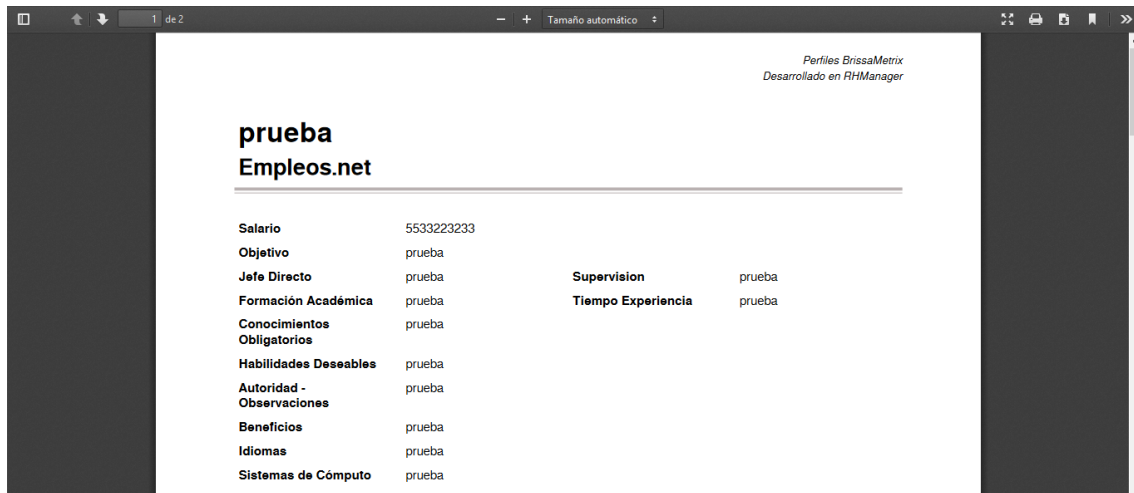 1 de 2 Tamaño automático
Perfiles BrissaMetrix
Desarrollado en RHManager
prueba
Empleos.net
Salario 5533223233
Objetivo prueba
Jefe Directo prueba Supervision prueba
Formación Académica prueba Tiempo Experiencia prueba
Conocimientos prueba
Obligatorios
Habilidades Deseables prueba
Autoridad - prueba
Observaciones
Beneficios prueba
Idiomas prueba
Sistemas de Cómputo prueba